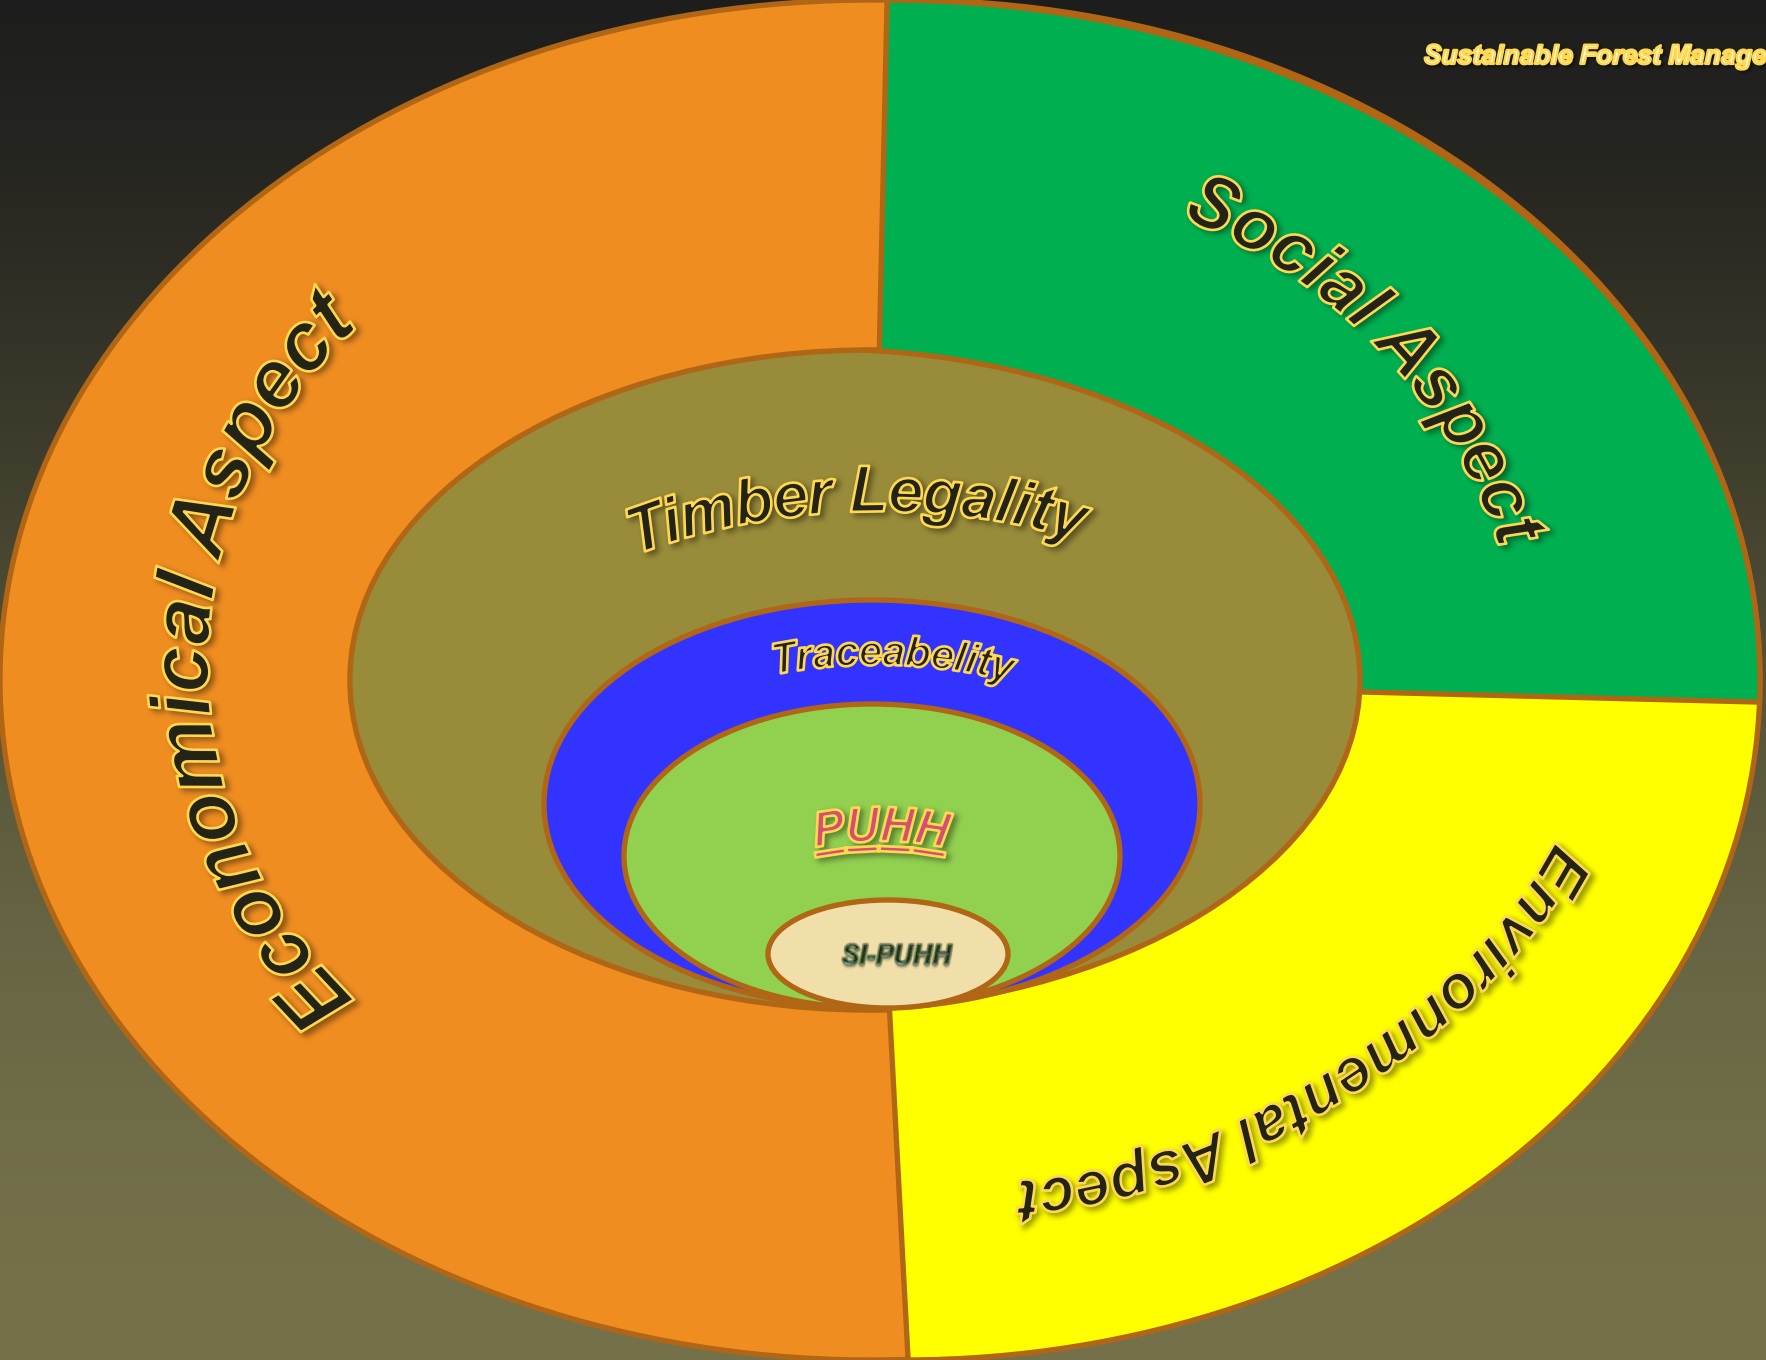 Sustainable Forest Manage
Social Aspect
Economical Aspect
Timber Legality
Traceabelity
PUHH
SI-PUHH
Environmental Aspect